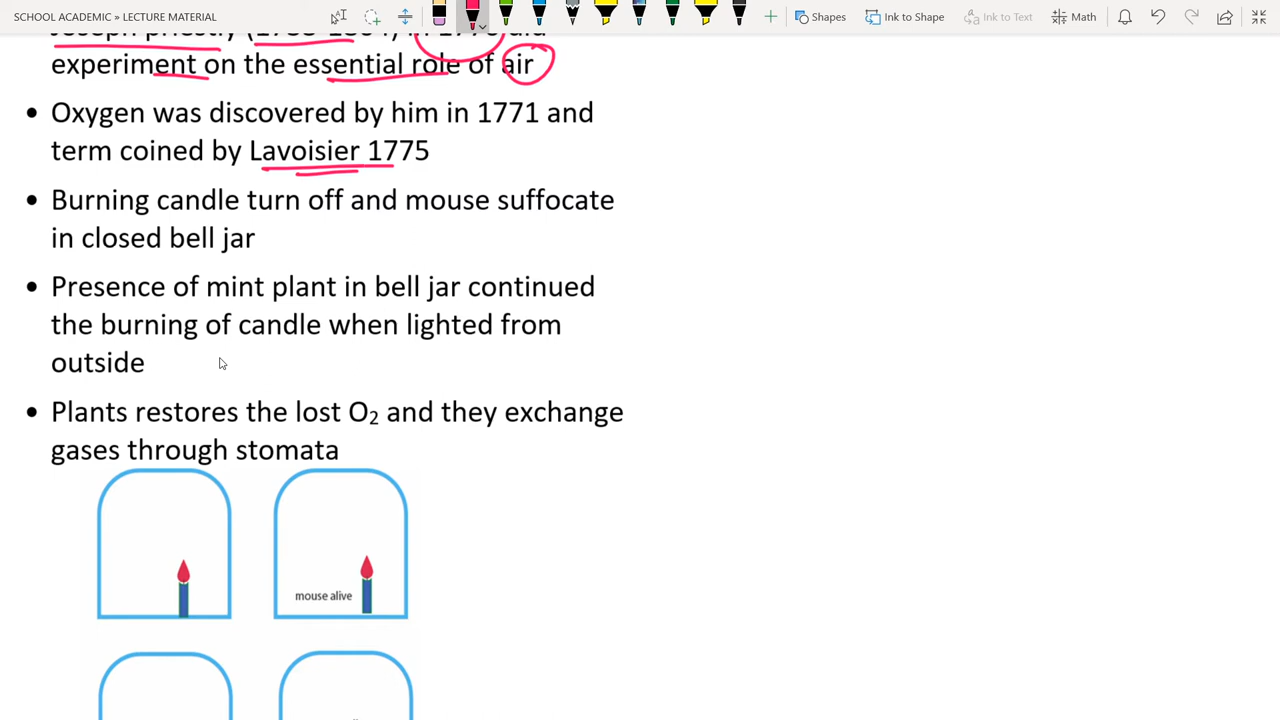 SCHOOL ACADEMIC » LECTURE MATERIAL
Shapes
Ink to Shape
Ink to Text
Math
experiment on the essential role of air
• Oxygen was discovered by him in 1771 and
term coined by Lavoisier 1775
• Burning candle turn off and mouse suffocate
in closed bell jar
• Presence of mint plant in bell jar continued
the burning of candle when lighted from
outside
• Plants restores the lost O₂ and they exchange
gases through stomata
mouse alive